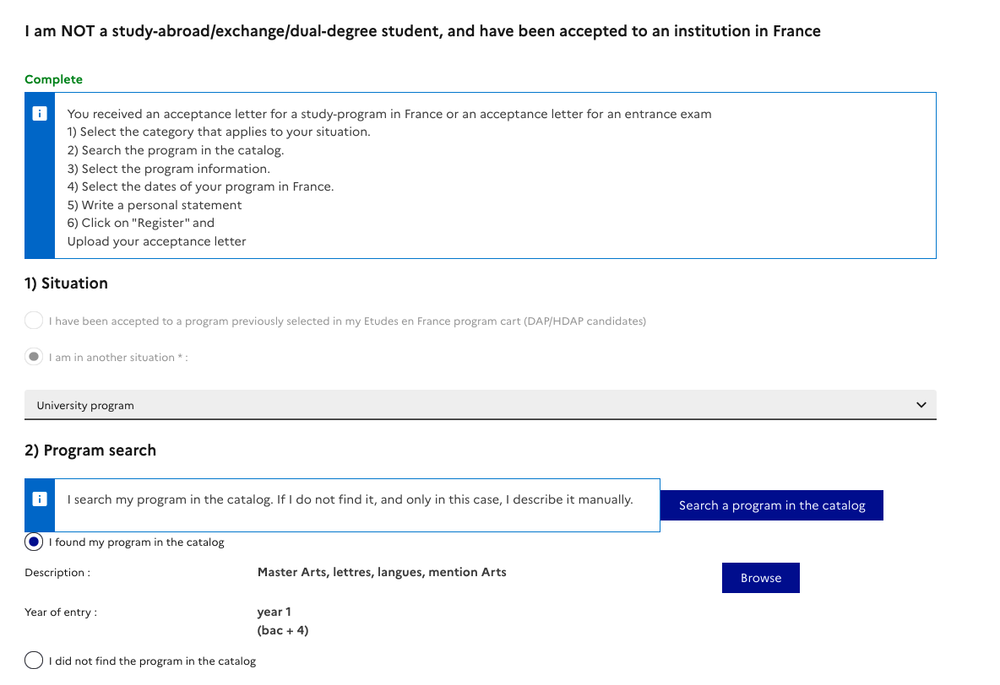 I am NOT a study-abroad/exchange/dual-degree student, and have been accepted to an institution in France
Complete
You received an acceptance letter for a study-program in France or an acceptance letter for an entrance exam
1) Select the category that applies to your situation.
2) Search the program in the catalog.
3) Select the program information.
4) Select the dates of your program in France.
5) Write a personal statement
6) Click on "Register" and
Upload your acceptance letter
1) Situation
I have been accepted to a program previously selected in my Etudes en France program cart (DAP/HDAP candidates)
I am in another situation * :
University program
2) Program search
I search my program in the catalog. If I do not find it, and only in this case, I describe it manually.
Search a program in the catalog
I found my program in the catalog
Description : Master Arts, lettres, langues, mention Arts
Browse
Year of entry : year 1
(bac + 4)
I did not find the program in the catalog